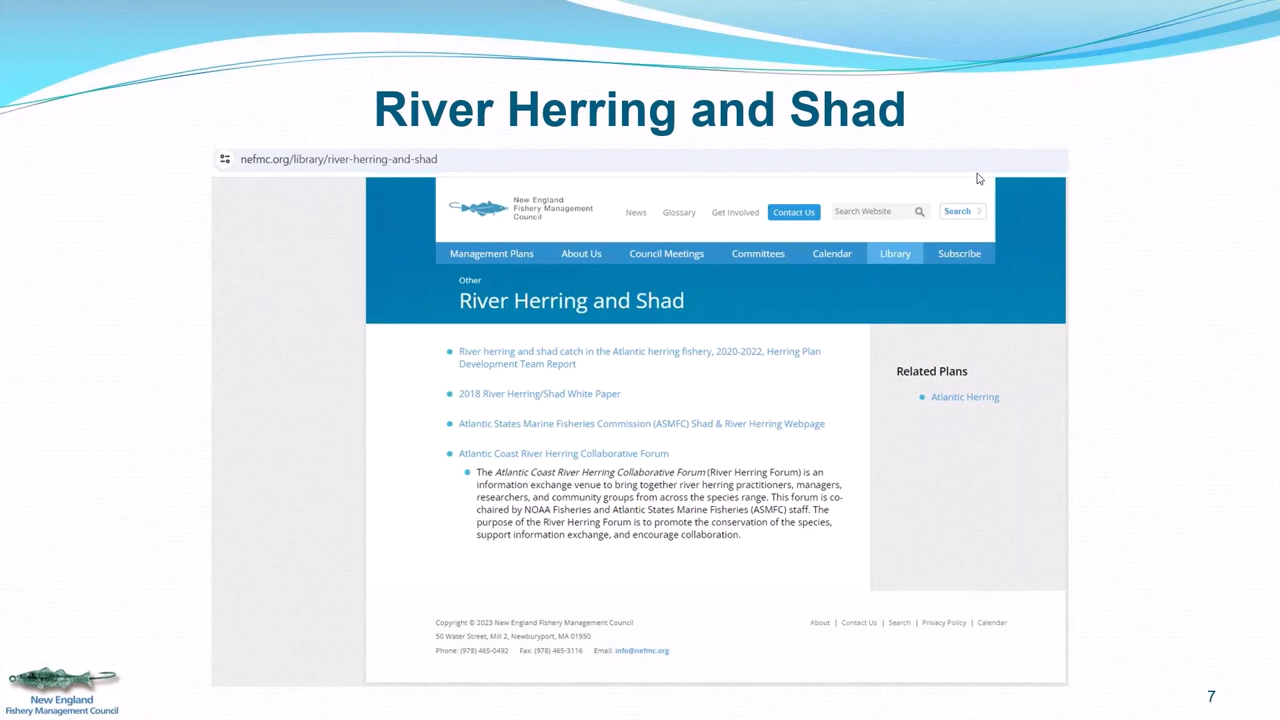 River Herring and Shad
nefmc.org/library/river-herring-and-shad
New England
Fishery Management
Council
News
Glossary
Get Involved
Contact Us
Search Website
Search
Management Plans
About Us
Council Meetings
Committees
Calendar
Library
Subscribe
Other
River Herring and Shad
River herring and shad catch in the Atlantic herring fishery, 2020-2022, Herring Plan
Development Team Report
2018 River Herring/Shad White Paper
Atlantic States Marine Fisheries Commission (ASMFC) Shad & River Herring Webpage
Atlantic Coast River Herring Collaborative Forum
The Atlantic Coast River Herring Collaborative Forum (River Herring Forum) is an
information exchange venue to bring together river herring practitioners, managers,
researchers, and community groups from across the species range. This forum is co-
chaired by NOAA Fisheries and Atlantic States Marine Fisheries (ASMFC) staff. The
purpose of the River Herring Forum is to promote the conservation of the species,
support information exchange, and encourage collaboration.
Related Plans
Atlantic Herring
Copyright © 2023 New England Fishery Management Council
50 Water Street, Mill 2, Newburyport, MA 01950
Phone: (978) 465-0492 Fax: (978) 465-3116 Email: info@nefmc.org
About | Contact Us | Search | Privacy Policy | Calendar
New England
Fishery Management Council
7